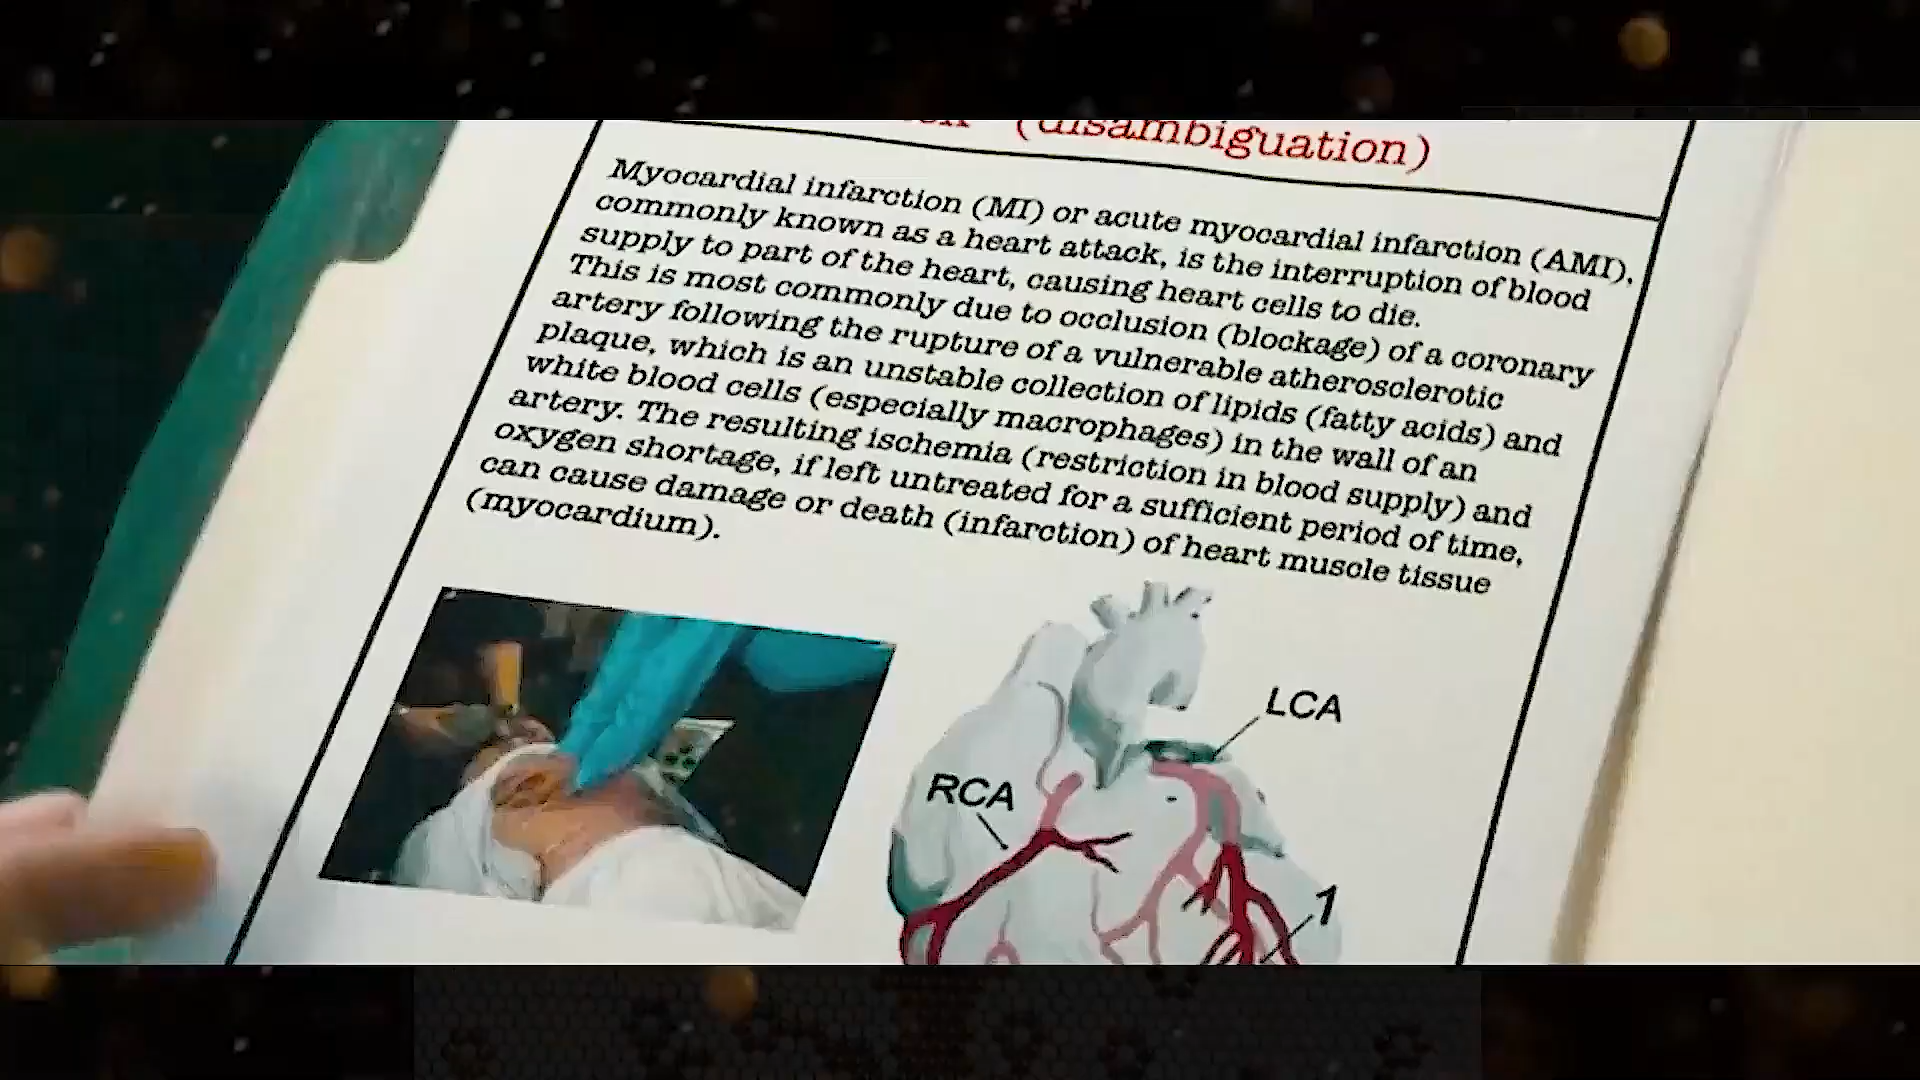 (disambiguation)
Myocardial infarction (MI) or acute myocardial infarction (AMI),
commonly known as a heart attack, is the interruption of blood
supply to part of the heart, causing heart cells to die.
This is most commonly due to occlusion (blockage) of a coronary
artery following the rupture of a vulnerable atherosclerotic
plaque, which is an unstable collection of lipids (fatty acids) and
white blood cells (especially macrophages) in the wall of an
artery. The resulting ischemia (restriction in blood supply) and
oxygen shortage, if left untreated for a sufficient period of time,
can cause damage or death (infarction) of heart muscle tissue
(myocardium).
LCA
RCA
1